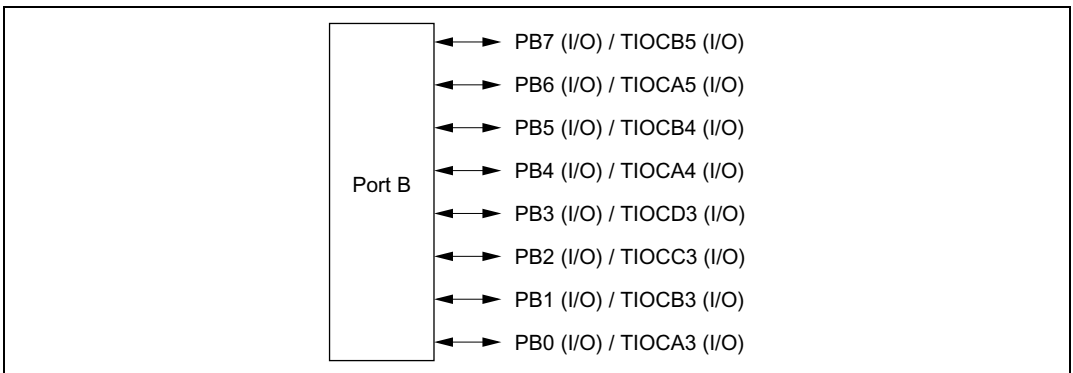 PB7 (I/O) / TIOCB5 (I/O)
PB6 (I/O) / TIOCA5 (I/O)
PB5 (I/O) / TIOCB4 (I/O)
PB4 (I/O) / TIOCA4 (I/O)
Port B
PB3 (I/O) / TIOCD3 (I/O)
PB2 (I/O) / TIOCC3 (I/O)
PB1 (I/O) / TIOCB3 (I/O)
PB0 (I/O) / TIOCA3 (I/O)